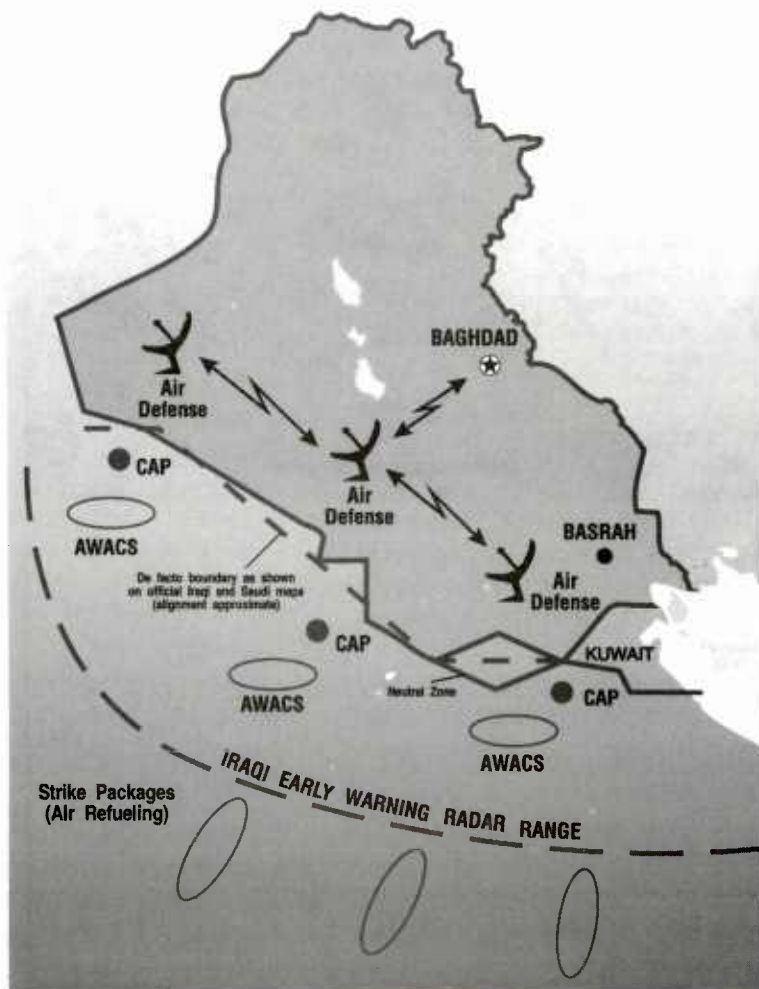 BAGHDAD
Air
Defense
CAP
Air
Defense
AWACS
BASRAH
De facto boundary as shown
on official Iraqi and Saudi maps
(alignment approximate)
Air
Defense
CAP
KUWAIT
AWACS
Neutral Zone
CAP
AWACS
IRAQI EARLY WARNING RADAR RANGE
Strike Packages
(Air Refueling)